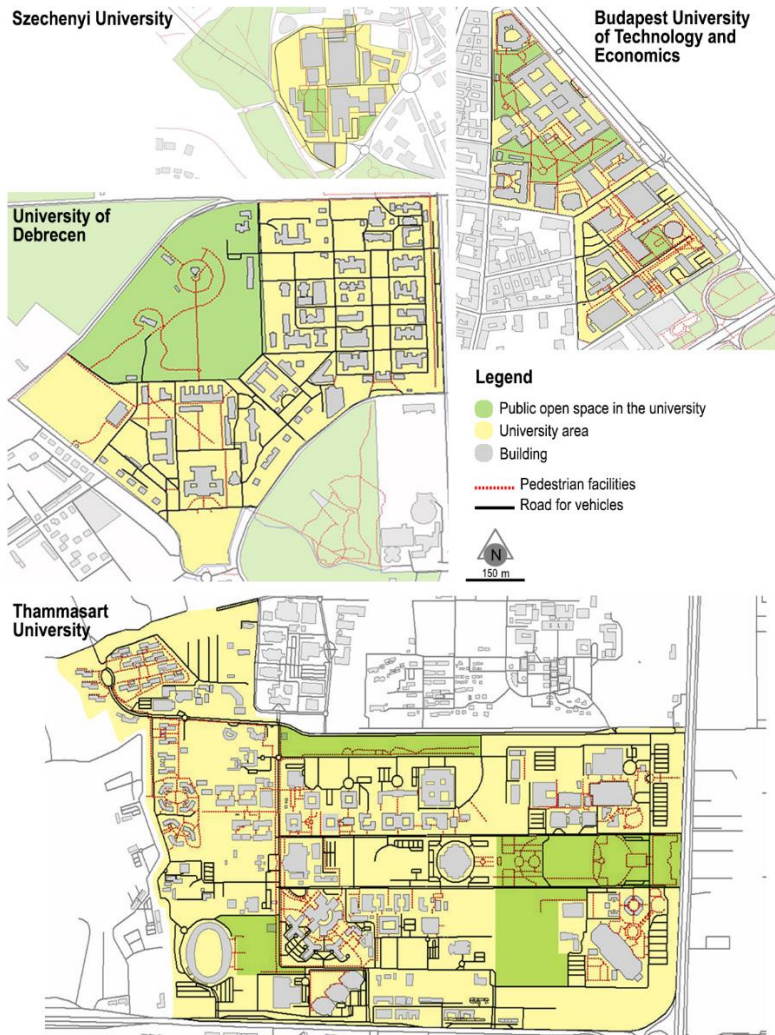 Szechenyi University
Budapest University
of Technology and
Economics
University of
Debrecen
Legend
Public open space in the university
University area
Building
Pedestrian facilities
Road for vehicles
N
150 m
Thammasart
University